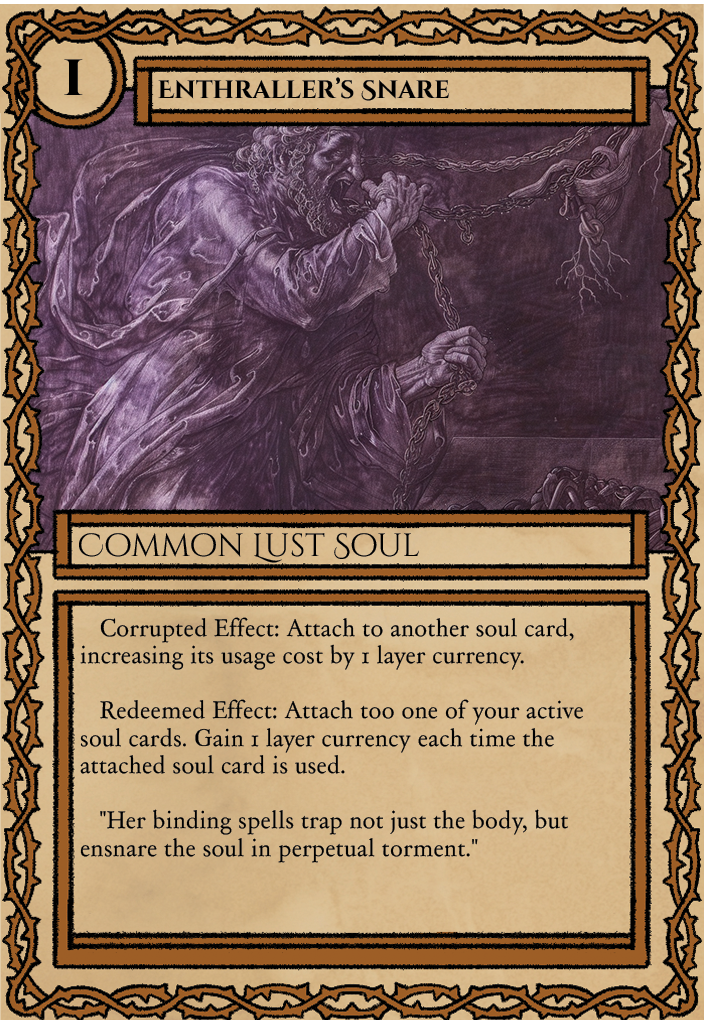 I
Enthraller's Snare
Common Lust Soul
Corrupted Effect: Attach to another soul card,
increasing its usage cost by 1 layer currency.
Redeemed Effect: Attach too one of your active
soul cards. Gain 1 layer currency each time the
attached soul card is used.
"Her binding spells trap not just the body, but
ensnare the soul in perpetual torment."